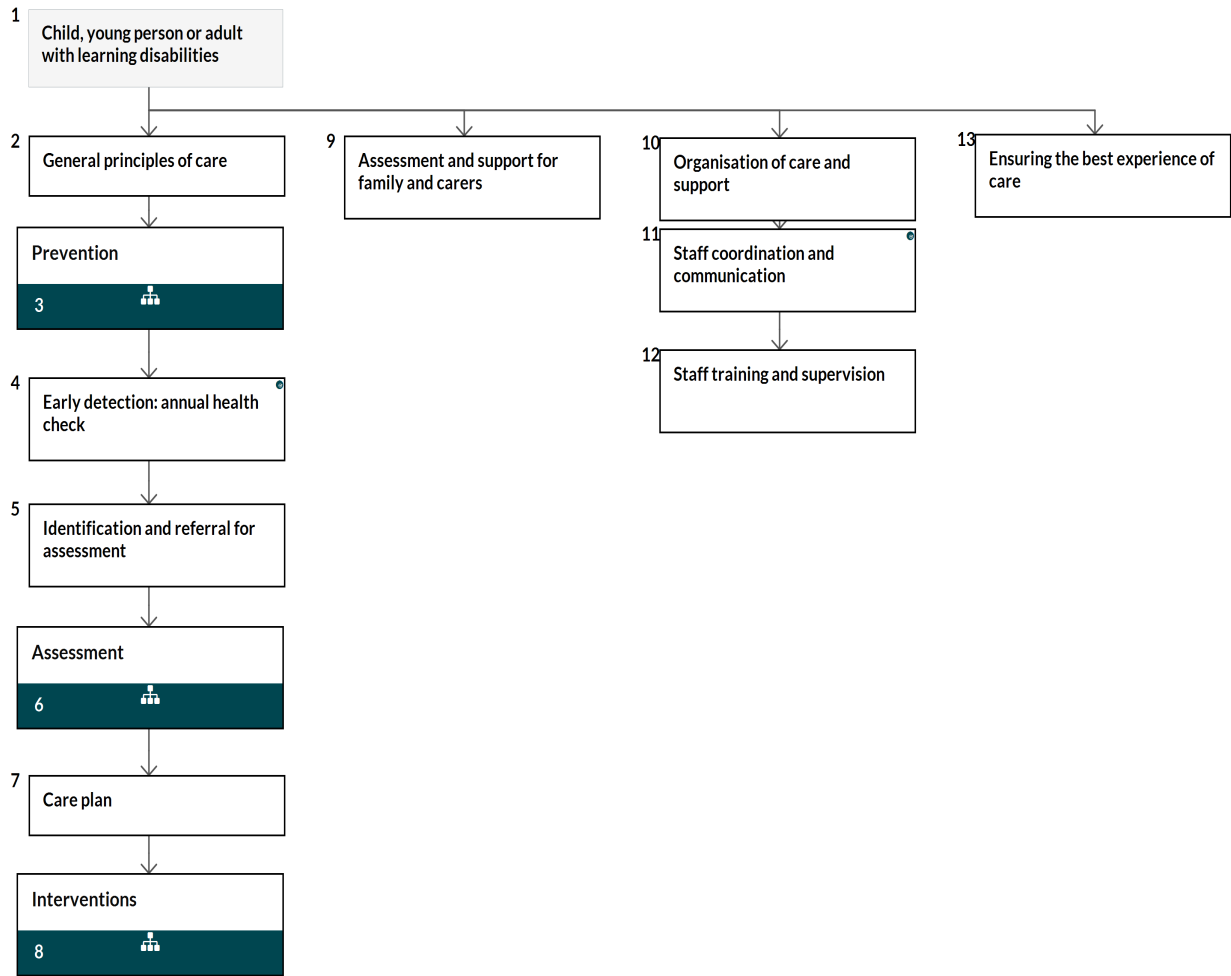 1
Child, young person or adult
with learning disabilities
2
General principles of care
Prevention
3
4
Early detection: annual health
check
5
Identification and referral for
assessment
Assessment
6
7
Care plan
Interventions
8
9
Assessment and support for
family and carers
10
Organisation of care and
support
11
Staff coordination and
communication
12
Staff training and supervision
13
Ensuring the best experience of
care